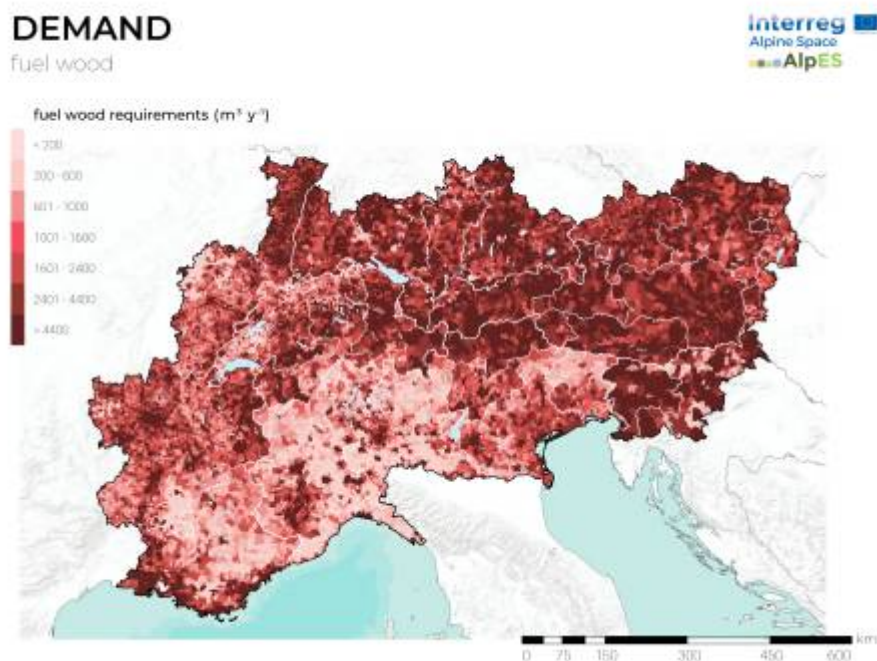 DEMAND
fuel wood
Interreg
Alpine Space
AlpES
fuel wood requirements (m³ y⁻¹)
< 200
200 - 600
601 - 1000
1001 - 1600
1601 - 2400
2401 - 4400
> 4400
km
0 75 150 300 450 600